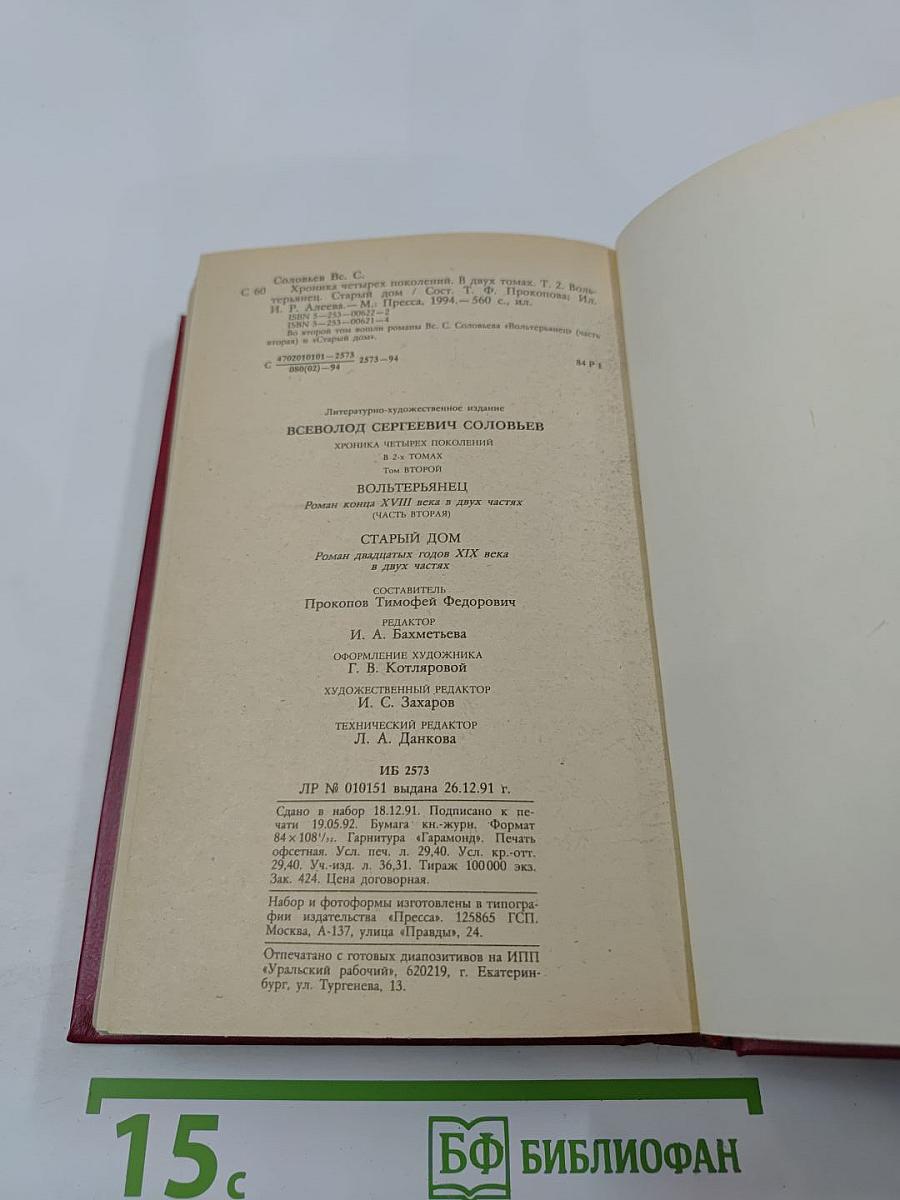 Соловьев Вс. С.
С 60 Хроника четырех поколений. В двух томах. Т. 2. Воль-
терьянец. Старый дом / Сост. Т. Ф. Прокопова; Ил.
И. Р. Алеева.— М.: Пресса, 1994.— 560 с., ил.
ISBN 5—253—00622—2
ISBN 5—253—00621—4
Во второй том вошли романы Вс. С. Соловьева «Вольтерьянец» (часть
вторая) и «Старый дом».
С 4702010101—2573 2573—94
080(02)—94
84 Р 1
Литературно-художественное издание
ВСЕВОЛОД СЕРГЕЕВИЧ СОЛОВЬЕВ
ХРОНИКА ЧЕТЫРЕХ ПОКОЛЕНИЙ
В 2-х ТОМАХ
Том ВТОРОЙ
ВОЛЬТЕРЬЯНЕЦ
Роман конца XVIII века в двух частях
(ЧАСТЬ ВТОРАЯ)
СТАРЫЙ ДОМ
Роман двадцатых годов XIX века
в двух частях
СОСТАВИТЕЛЬ
Прокопов Тимофей Федорович
РЕДАКТОР
И. А. Бахметьева
ОФОРМЛЕНИЕ ХУДОЖНИКА
Г. В. Котляровой
ХУДОЖЕСТВЕННЫЙ РЕДАКТОР
И. С. Захаров
ТЕХНИЧЕСКИЙ РЕДАКТОР
Л. А. Данкова
ИБ 2573
ЛР № 010151 выдана 26.12.91 г.
Сдано в набор 18.12.91. Подписано к пе-
чати 19.05.92. Бумага кн.-журн. Формат
84×108¹/₃₂. Гарнитура «Гарамонд». Печать
офсетная. Усл. печ. л. 29,40. Усл. кр.-отт.
29,40. Уч.-изд. л. 36,31. Тираж 100 000 экз.
Зак. 424. Цена договорная.
Набор и фотоформы изготовлены в типогра-
фии издательства «Пресса». 125865 ГСП.
Москва, А-137, улица «Правды», 24.
Отпечатано с готовых диапозитивов на ИПП
«Уральский рабочий», 620219, г. Екатерин-
бург, ул. Тургенева, 13.
15 с
БФ БИБЛИОФАН